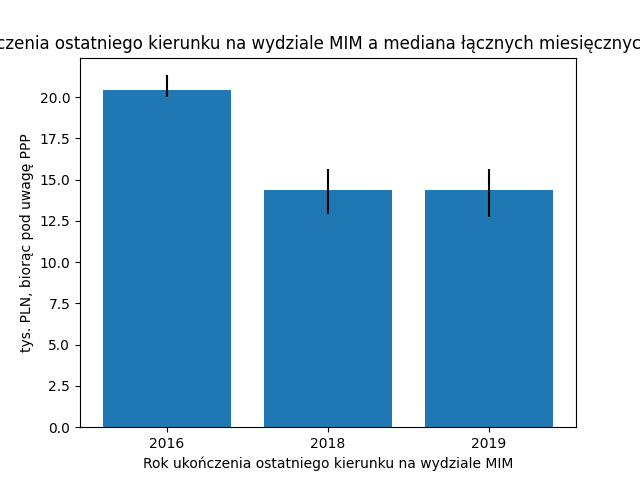 czenia ostatniego kierunku na wydziale MIM a mediana łącznych miesięcznyc
20.0
17.5
15.0
12.5
10.0
7.5
5.0
2.5
0.0
tys. PLN, biorąc pod uwagę PPP
2016 2018 2019
Rok ukończenia ostatniego kierunku na wydziale MIM